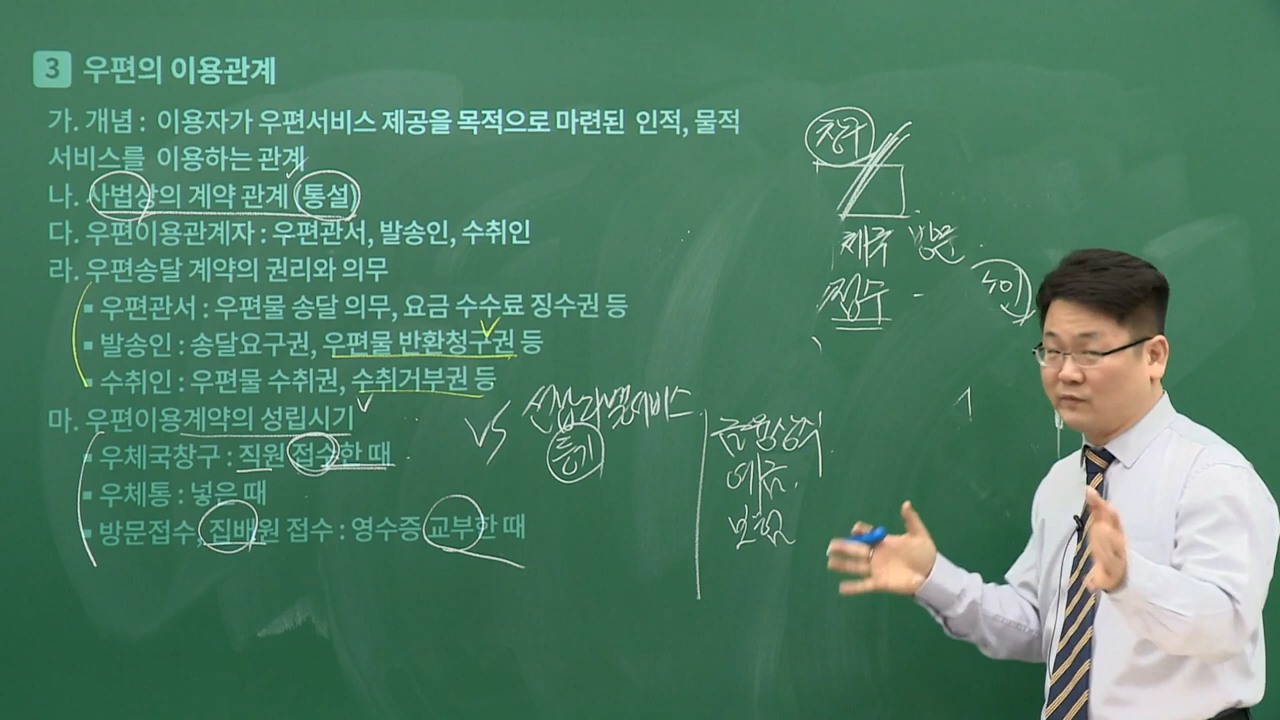 3 우편의 이용관계
가. 개념 : 이용자가 우편서비스 제공을 목적으로 마련된 인적, 물적
서비스를 이용하는 관계
나. 사법상의 계약 관계 (통설)
다. 우편이용관계자 : 우편관서, 발송인, 수취인
라. 우편송달 계약의 권리와 의무
▪ 우편관서 : 우편물 송달 의무, 요금 수수료 징수권 등
▪ 발송인 : 송달요구권, 우편물 반환청구권 등
▪ 수취인 : 우편물 수취권, 수취거부권 등
마. 우편이용계약의 성립시기
▪ 우체국창구 : 직원 접수한 때
▪ 우체통 : 넣은 때
▪ 방문접수, 집배원 접수 : 영수증 교부한 때
VS 선납라벨서비스
등기
금융상식
예금
보험
창구
접수 -